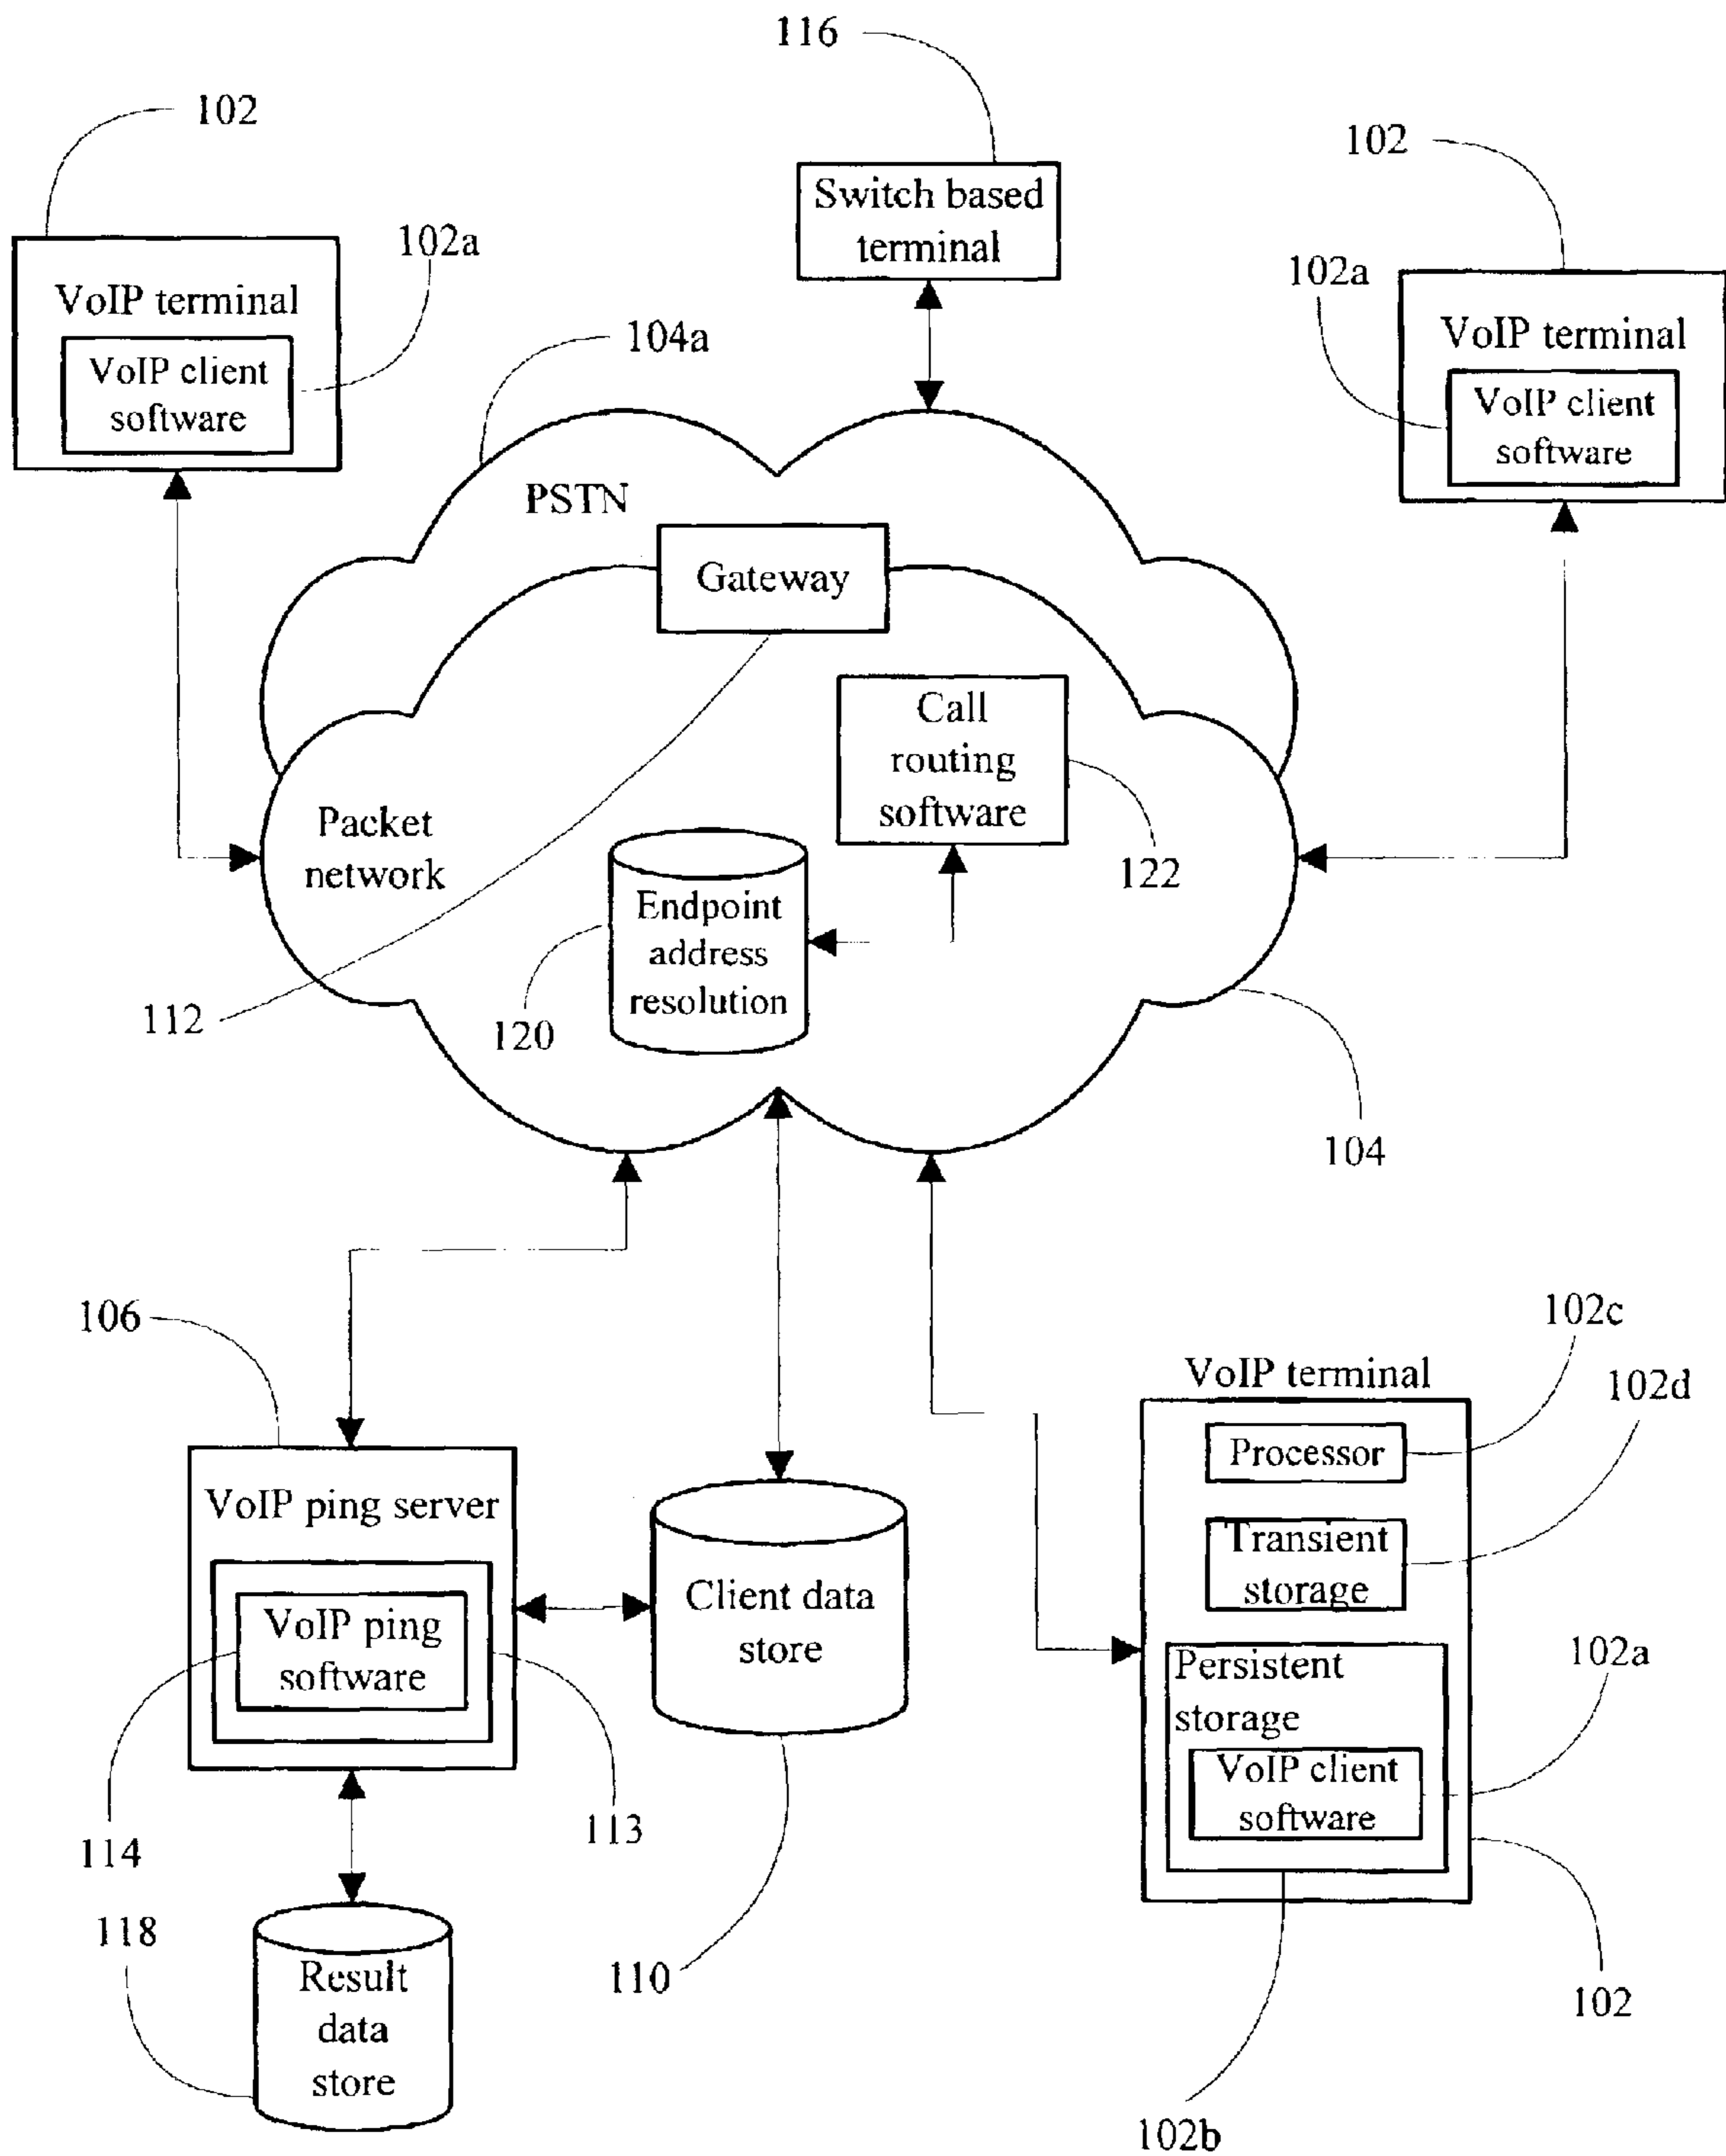 116
102
102
Switch based
terminal
102a
102a
VoIP terminal
VoIP client
software
104a
VoIP terminal
VoIP client
software
PSTN
Gateway
Call
routing
software
Packet
network
122
Endpoint
address
resolution
112
120
104
106
102c
VoIP terminal
102d
Processor
VoIP ping server
Transient
storage
Client data
store
VoIP ping
software
Persistent
storage
102a
VoIP client
software
114
113
118
Result
data
store
110
102
102b